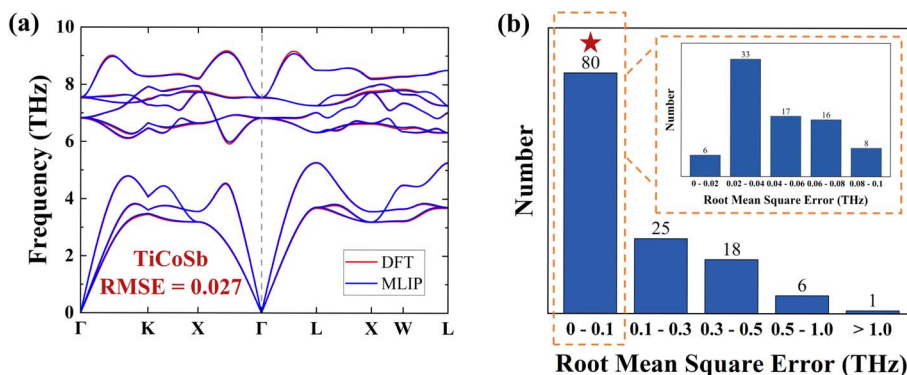 (a)
Frequency (THz)
10
8
6
4
2
0
TiCoSb
RMSE = 0.027
DFT
MLIP
Γ K X Γ L X W L
(b)
Number
80
25
18
6
1
0 - 0.1 0.1 - 0.3 0.3 - 0.5 0.5 - 1.0 > 1.0
Root Mean Square Error (THz)
Number
6
33
17
16
8
0 - 0.02 0.02 - 0.04 0.04 - 0.06 0.06 - 0.08 0.08 - 0.1
Root Mean Square Error (THz)